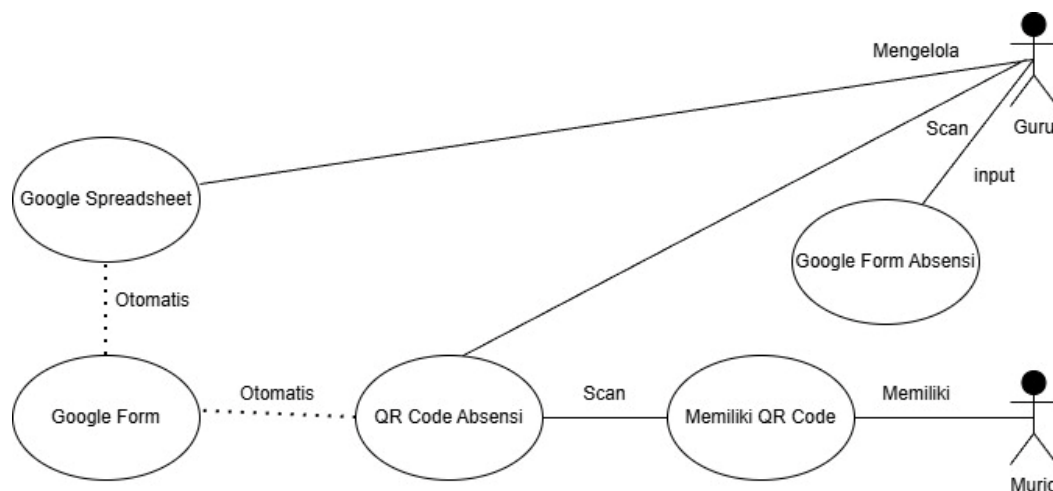 Mengelola
Scan
Guru
input
Google Spreadsheet
Google Form Absensi
Otomatis
Google Form
Otomatis
QR Code Absensi
Scan
Memiliki QR Code
Memiliki
Murid